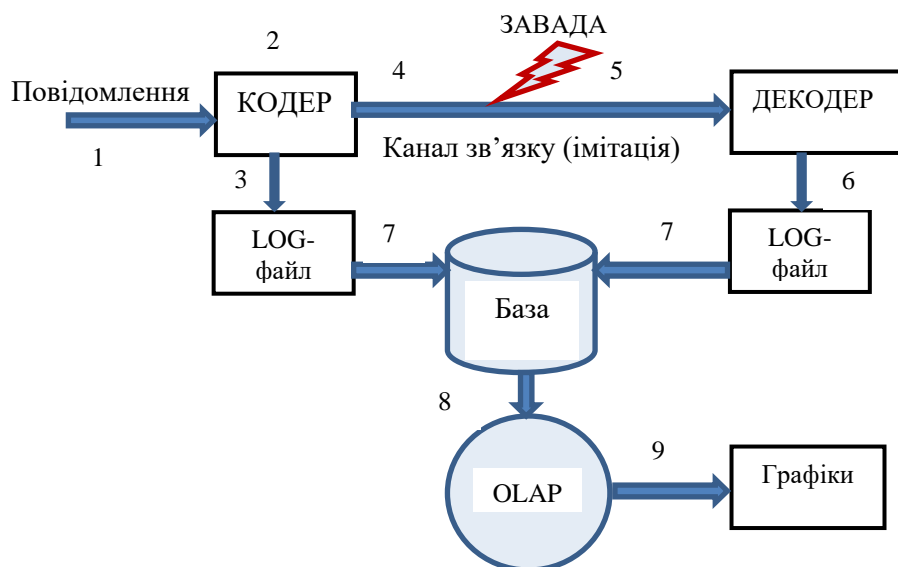 ЗАВАДА
2
4
5
Повідомлення
КОДЕР
ДЕКОДЕР
1
Канал зв’язку (імітація)
3
6
LOG-
файл
7
7
LOG-
файл
База
8
9
OLAP
Графіки